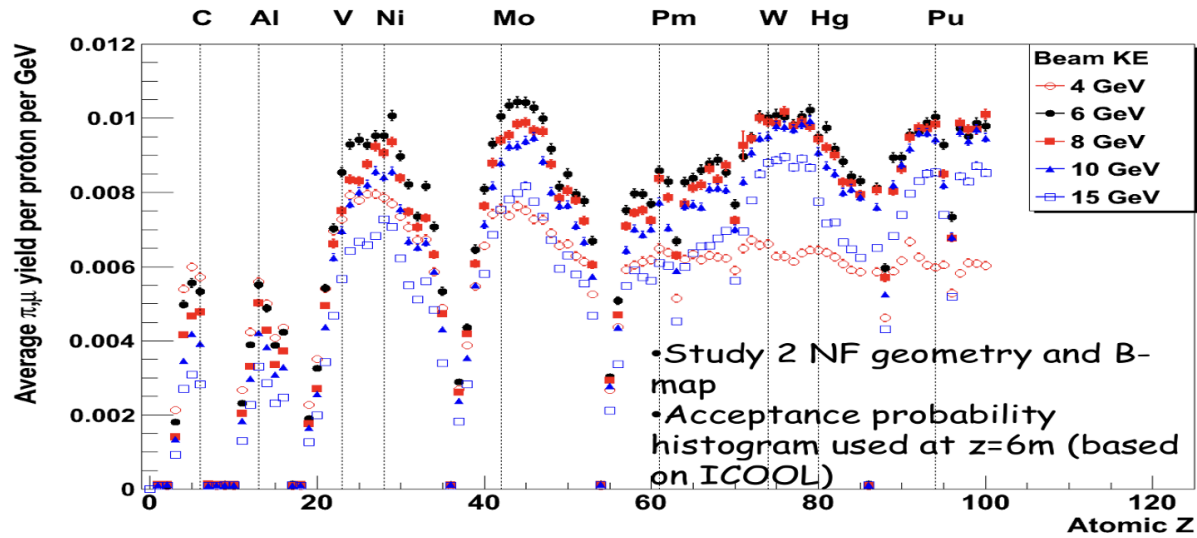 C Al V Ni Mo Pm W Hg Pu
Average π,μ yield per proton per GeV
0.012
0.01
0.008
0.006
0.004
0.002
0
Beam KE
4 GeV
6 GeV
8 GeV
10 GeV
15 GeV
•Study 2 NF geometry and B-
map
•Acceptance probability
histogram used at z=6m (based
on ICOOL)
0 20 40 60 80 100 120
Atomic Z